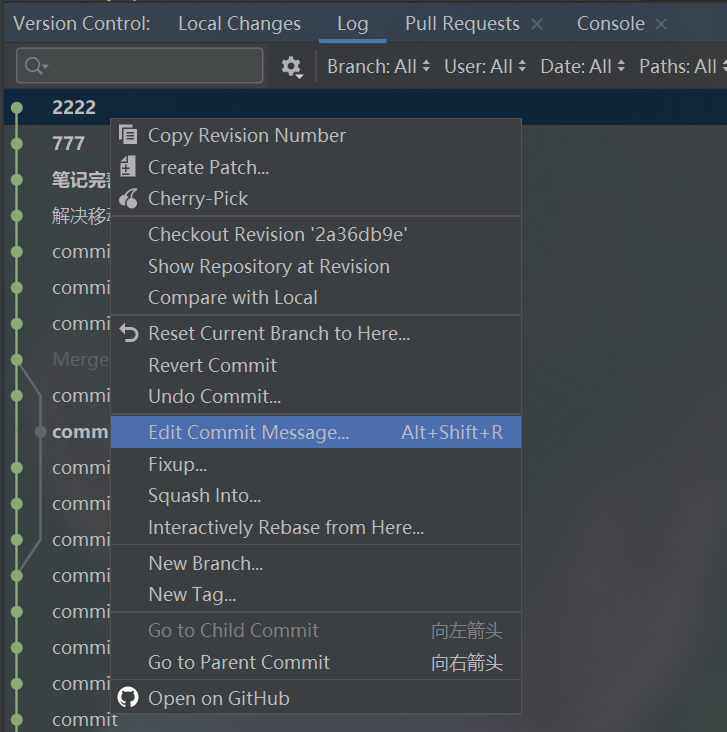 Version Control: Local Changes Log Pull Requests Console
Branch: All User: All Date: All Paths: All
2222
777
Copy Revision Number
Create Patch...
笔记完
Cherry-Pick
解决移
Checkout Revision '2a36db9e'
commi
Show Repository at Revision
commi
Compare with Local
commi
Reset Current Branch to Here...
Merge
Revert Commit
commi
Undo Commit...
comm
Edit Commit Message... Alt+Shift+R
commi
Fixup...
commi
Squash Into...
commi
Interactively Rebase from Here...
commi
New Branch...
commi
New Tag...
commi
Go to Child Commit 向左箭头
commi
Go to Parent Commit 向右箭头
commit
Open on GitHub